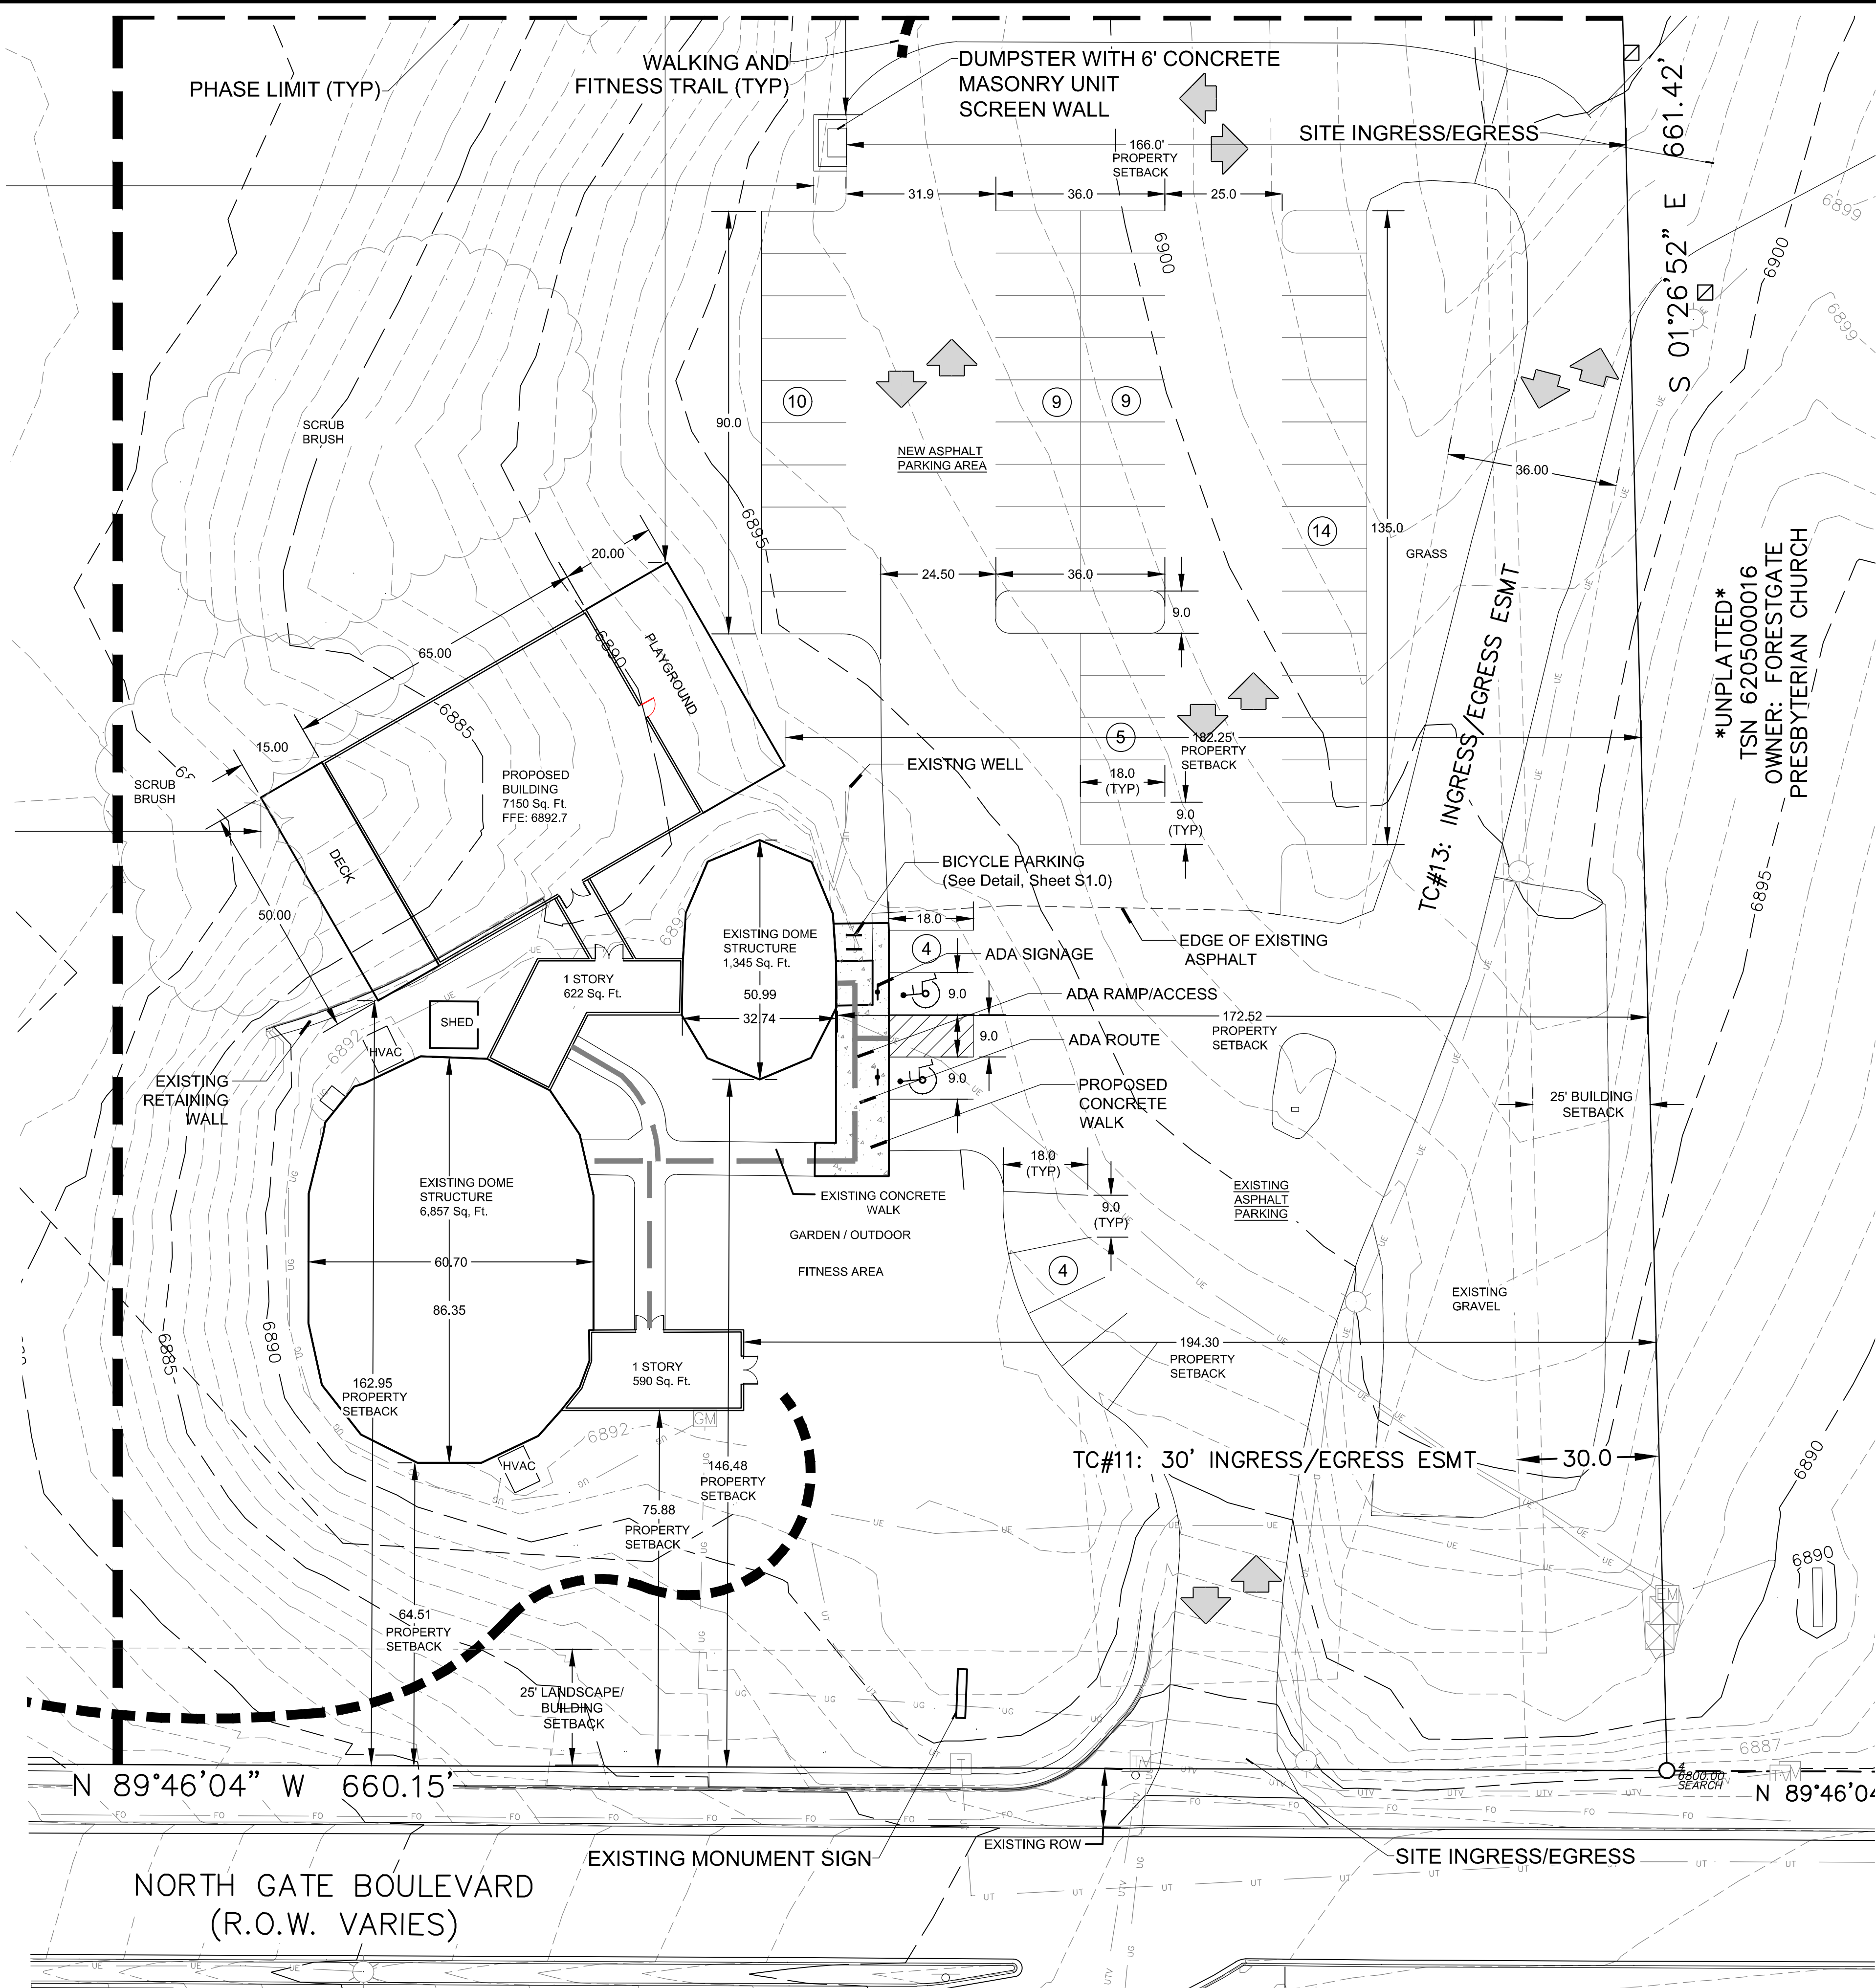 PHASE LIMIT (TYP)
WALKING AND
FITNESS TRAIL (TYP)
DUMPSTER WITH 6' CONCRETE
MASONRY UNIT
SCREEN WALL
SITE INGRESS/EGRESS
S 01°26'52" E 661.42'
166.0'
PROPERTY
SETBACK
31.9
36.0
25.0
6899
6900
6900
6899
SCRUB
BRUSH
90.0
10
9
9
NEW ASPHALT
PARKING AREA
36.00
14
135.0
GRASS
6895
20.00
24.50
36.0
9.0
65.00
6890
PLAYGROUND
6885
TC#13: INGRESS/EGRESS ESMT
*UNPLATTED*
TSN 6205000016
OWNER: FORESTGATE
PRESBYTERIAN CHURCH
15.00
SCRUB
BRUSH
PROPOSED
BUILDING
7150 Sq. Ft.
FFE: 6892.7
5
182.25'
PROPERTY
SETBACK
EXISTNG WELL
18.0
(TYP)
9.0
(TYP)
DECK
50.00
BICYCLE PARKING
(See Detail, Sheet S1.0)
6895
18.0
EXISTING DOME
STRUCTURE
1,345 Sq. Ft.
6892
4
EDGE OF EXISTING
ASPHALT
ADA SIGNAGE
1 STORY
622 Sq. Ft.
50.99
32.74
9.0
ADA RAMP/ACCESS
172.52
PROPERTY
SETBACK
SHED
HVAC
6892
9.0
ADA ROUTE
9.0
EXISTING
RETAINING
WALL
PROPOSED
CONCRETE
WALK
25' BUILDING
SETBACK
18.0
(TYP)
EXISTING DOME
STRUCTURE
6,857 Sq, Ft.
EXISTING CONCRETE
WALK
9.0
(TYP)
EXISTING
ASPHALT
PARKING
GARDEN / OUTDOOR
FITNESS AREA
60.70
86.35
4
EXISTING
GRAVEL
6885
6890
194.30
PROPERTY
SETBACK
1 STORY
590 Sq. Ft.
162.95
PROPERTY
SETBACK
GM
6892
HVAC
TC#11: 30' INGRESS/EGRESS ESMT
30.0
6890
146.48
PROPERTY
SETBACK
75.88
PROPERTY
SETBACK
6890
EM
64.51
PROPERTY
SETBACK
25' LANDSCAPE/
BUILDING
SETBACK
6887
N 89°46'04" W 660.15'
6800.00
SEARCH
N 89°46'04
EXISTING ROW
EXISTING MONUMENT SIGN
SITE INGRESS/EGRESS
NORTH GATE BOULEVARD
(R.O.W. VARIES)